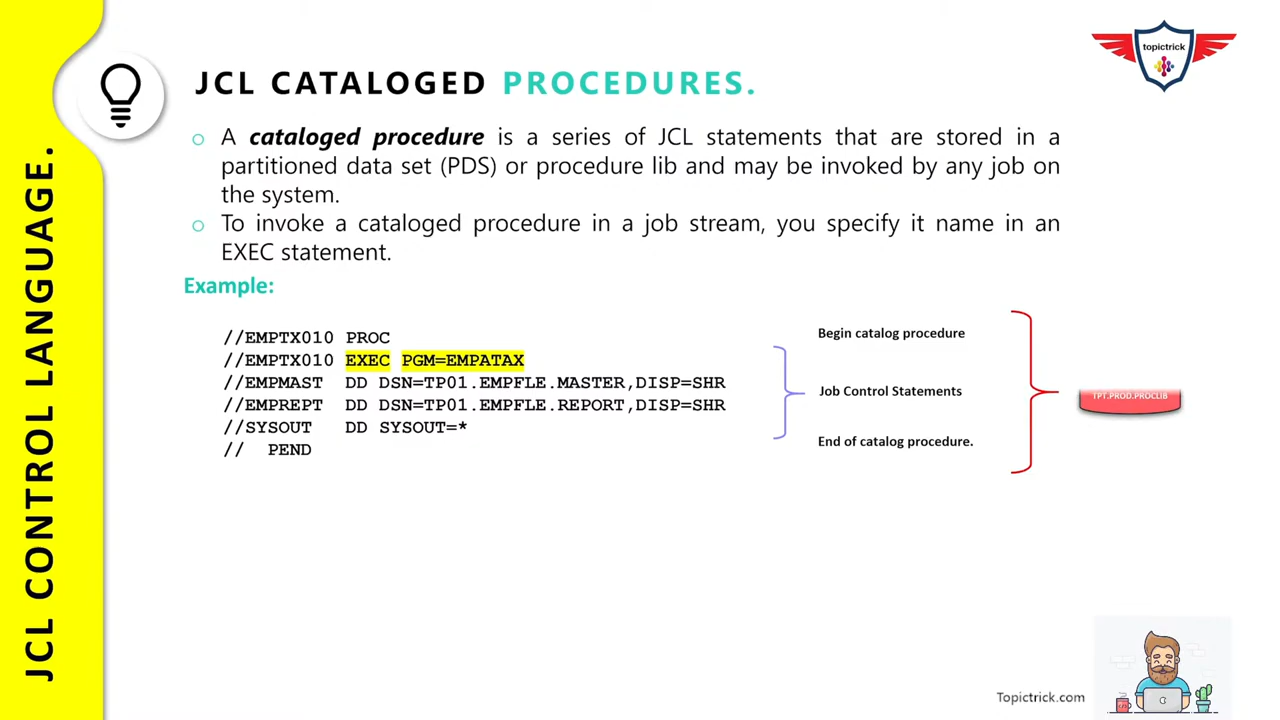 topictrick
JCL CATALOGED PROCEDURES.
o A cataloged procedure is a series of JCL statements that are stored in a
partitioned data set (PDS) or procedure lib and may be invoked by any job on
the system.
o To invoke a cataloged procedure in a job stream, you specify it name in an
EXEC statement.
Example:
//EMPTX010 PROC
//EMPTX010 EXEC PGM=EMPATAX
//EMPMAST  DD DSN=TP01.EMPFLE.MASTER,DISP=SHR
//EMPREPT  DD DSN=TP01.EMPFLE.REPORT,DISP=SHR
//SYSOUT   DD SYSOUT=*
//  PEND
Begin catalog procedure
Job Control Statements
End of catalog procedure.
TPT.PROD.PROCLIB
JCL CONTROL LANGUAGE.
Topictrick.com